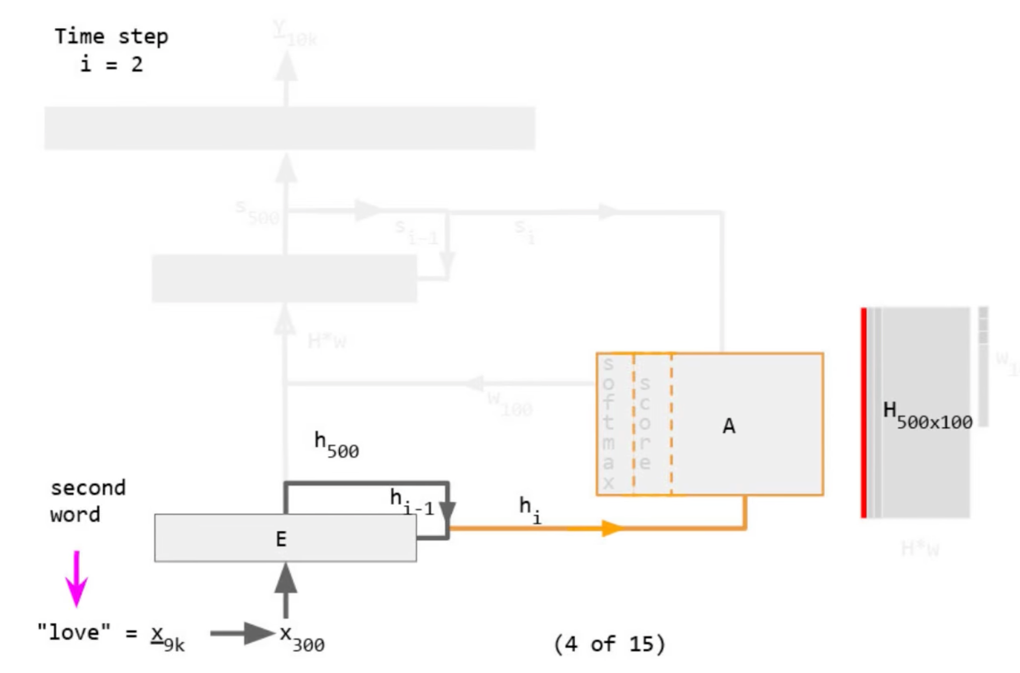 Time step
i = 2
Y10k
s500
si-1
si
H*w
w100
softmax
score
A
H500x100
wi
H*w
h500
hi-1
hi
second
word
E
"love" = x9k
x300
(4 of 15)